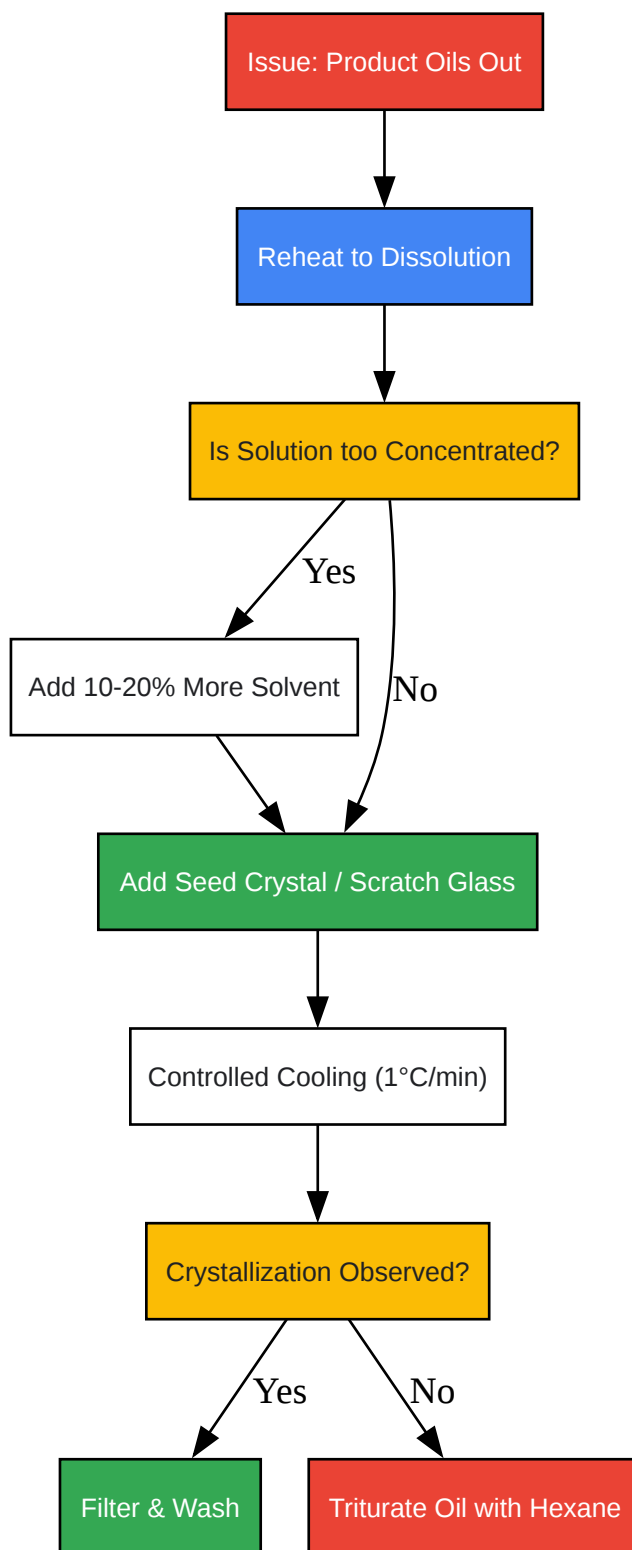 Issue: Product Oils Out
Reheat to Dissolution
Is Solution too Concentrated?
Yes
Add 10-20% More Solvent
No
Add Seed Crystal / Scratch Glass
Controlled Cooling (1°C/min)
Crystallization Observed?
Yes
No
Filter & Wash
Triturate Oil with Hexane